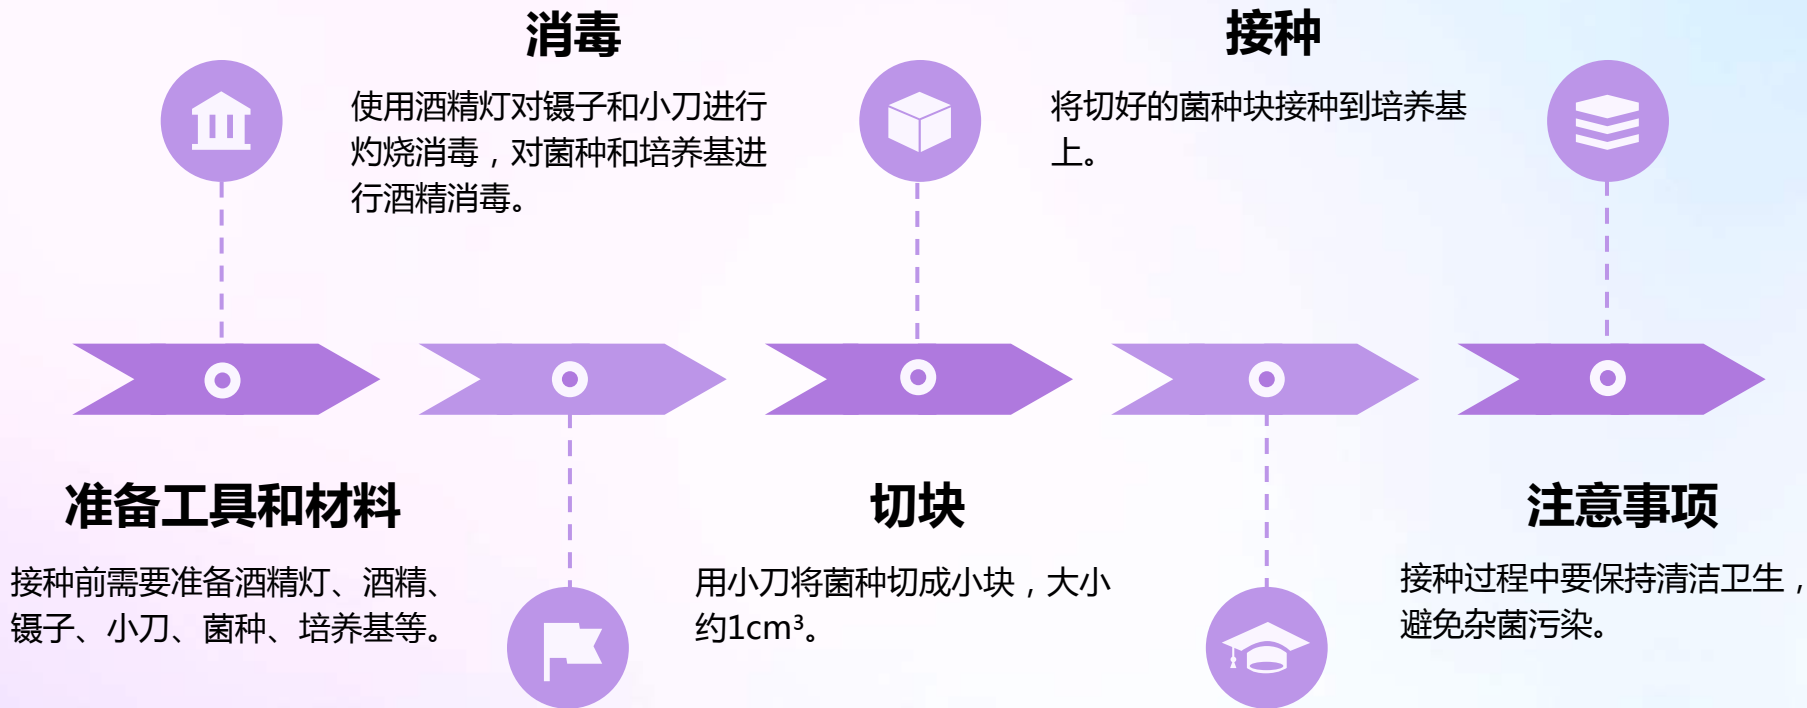 准备工具和材料
接种前需要准备酒精灯、酒精、
镊子、小刀、菌种、培养基等。
消毒
使用酒精灯对镊子和小刀进行
灼烧消毒，对菌种和培养基进
行酒精消毒。
切块
用小刀将菌种切成小块，大小
约1cm³。
接种
将切好的菌种块接种到培养基
上。
注意事项
接种过程中要保持清洁卫生，
避免杂菌污染。